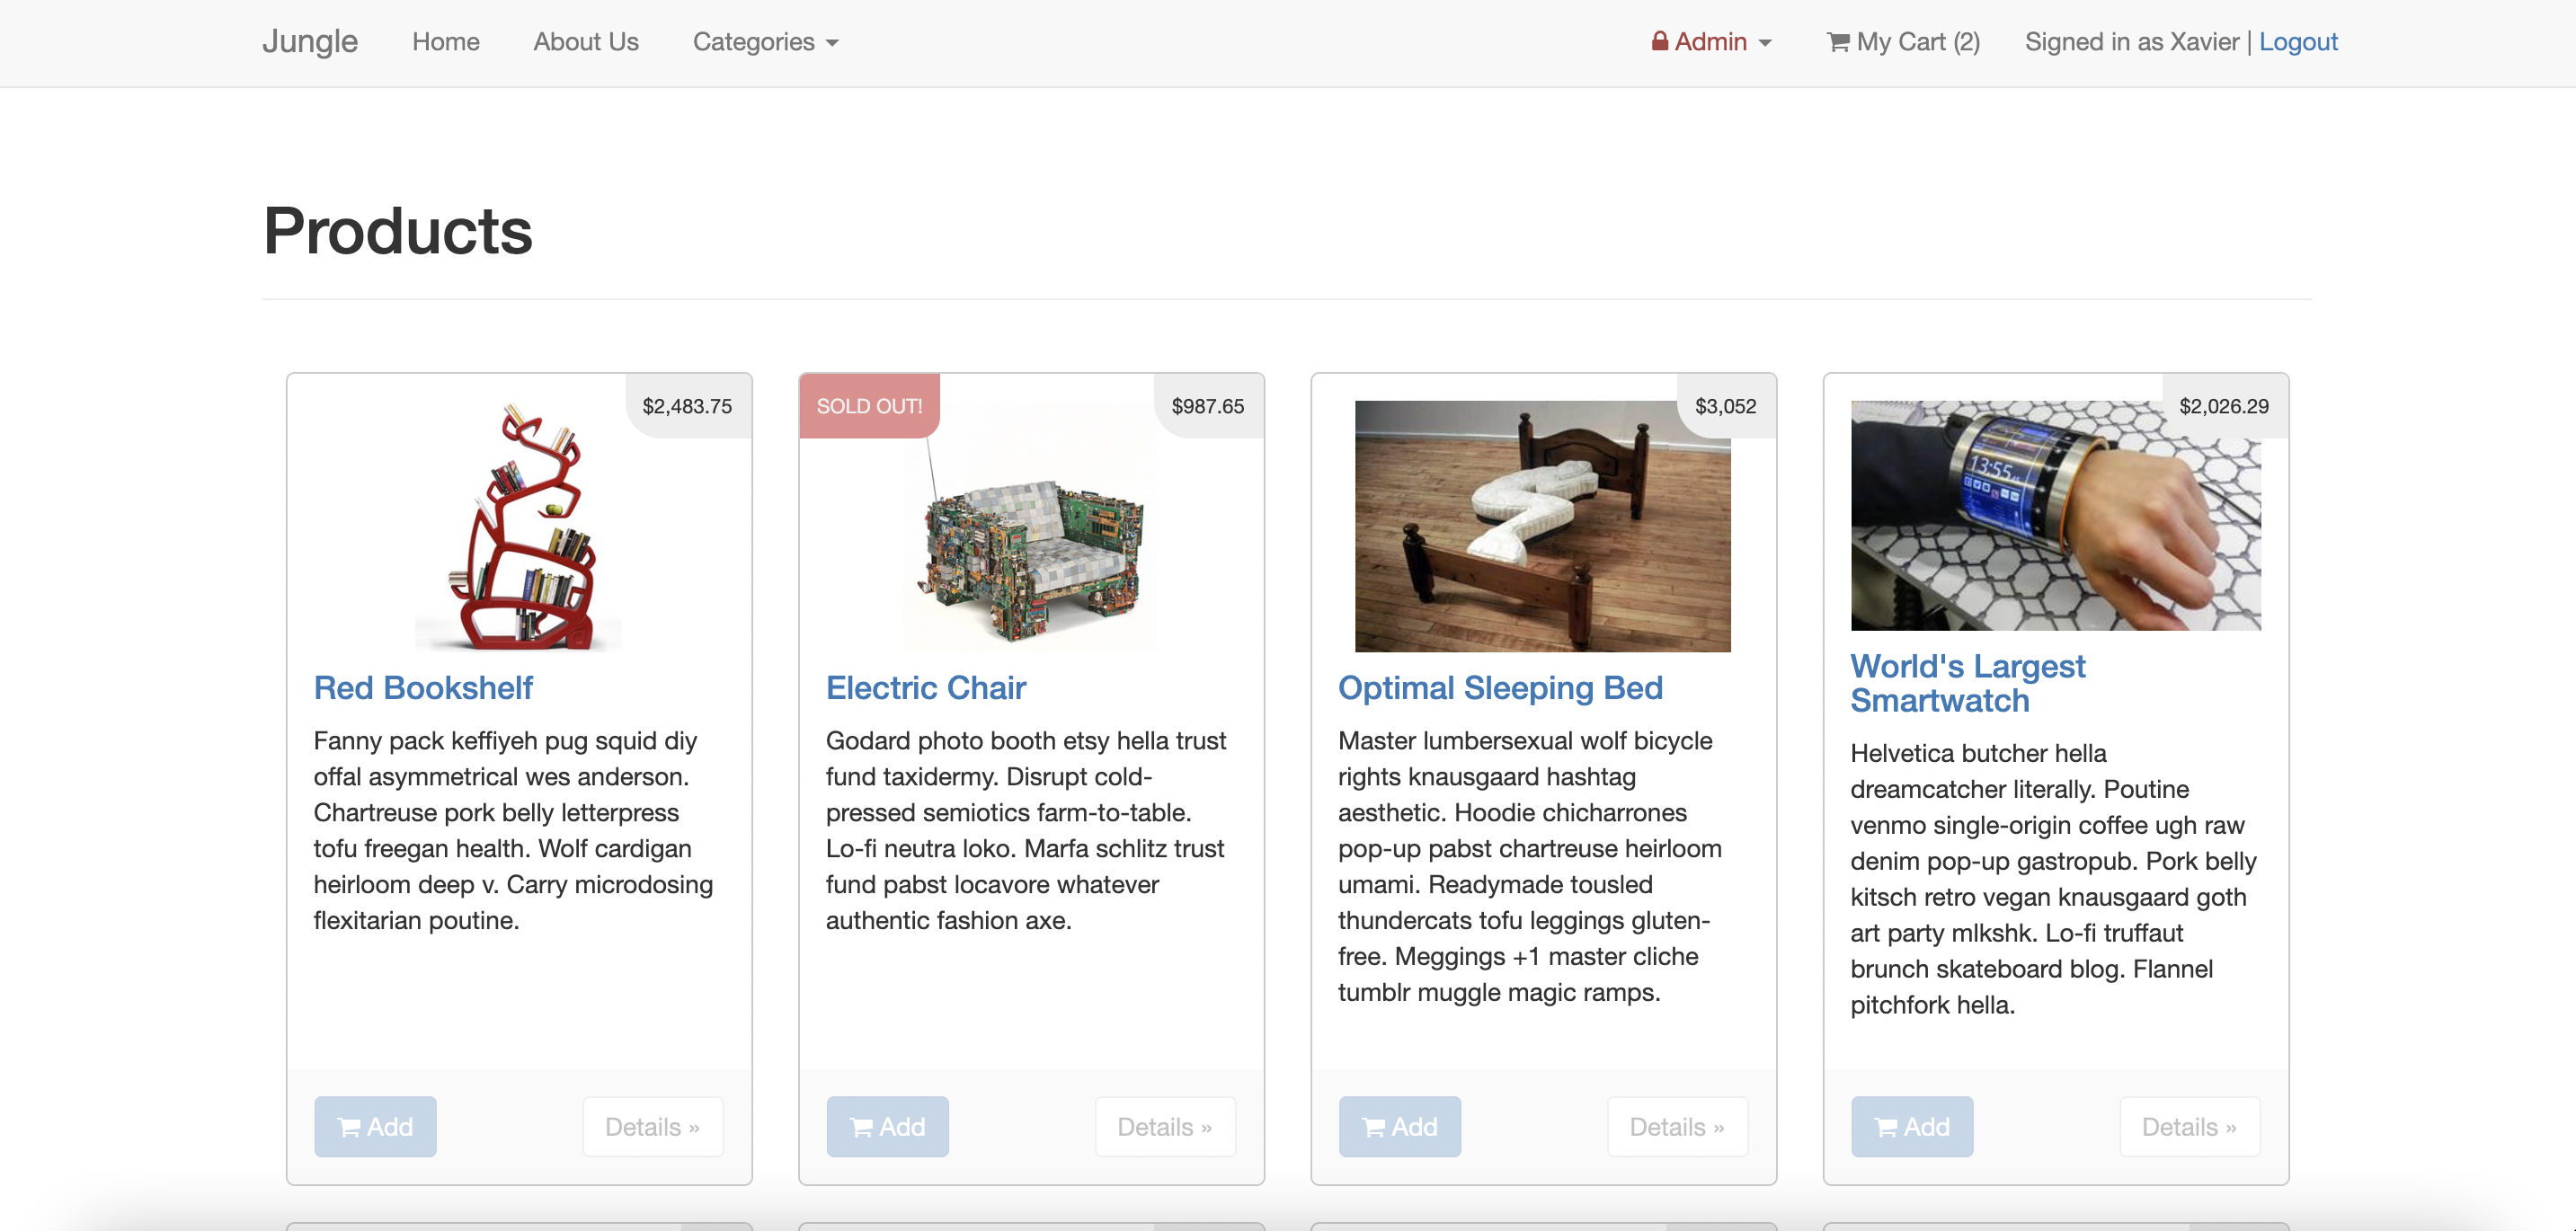 Jungle Home About Us Categories Admin My Cart (2) Signed in as Xavier | Logout
Products
$2,483.75
Red Bookshelf
Fanny pack keffiyeh pug squid diy
offal asymmetrical wes anderson.
Chartreuse pork belly letterpress
tofu freegan health. Wolf cardigan
heirloom deep v. Carry microdosing
flexitarian poutine.
Add Details »
SOLD OUT! $987.65
Electric Chair
Godard photo booth etsy hella trust
fund taxidermy. Disrupt cold-
pressed semiotics farm-to-table.
Lo-fi neutra loko. Marfa schlitz trust
fund pabst locavore whatever
authentic fashion axe.
Add Details »
$3,052
Optimal Sleeping Bed
Master lumbersexual wolf bicycle
rights knausgaard hashtag
aesthetic. Hoodie chicharrones
pop-up pabst chartreuse heirloom
umami. Readymade tousled
thundercats tofu leggings gluten-
free. Meggings +1 master cliche
tumblr muggle magic ramps.
Add Details »
$2,026.29
13:55
World's Largest
Smartwatch
Helvetica butcher hella
dreamcatcher literally. Poutine
venmo single-origin coffee ugh raw
denim pop-up gastropub. Pork belly
kitsch retro vegan knausgaard goth
art party mlkshk. Lo-fi truffaut
brunch skateboard blog. Flannel
pitchfork hella.
Add Details »